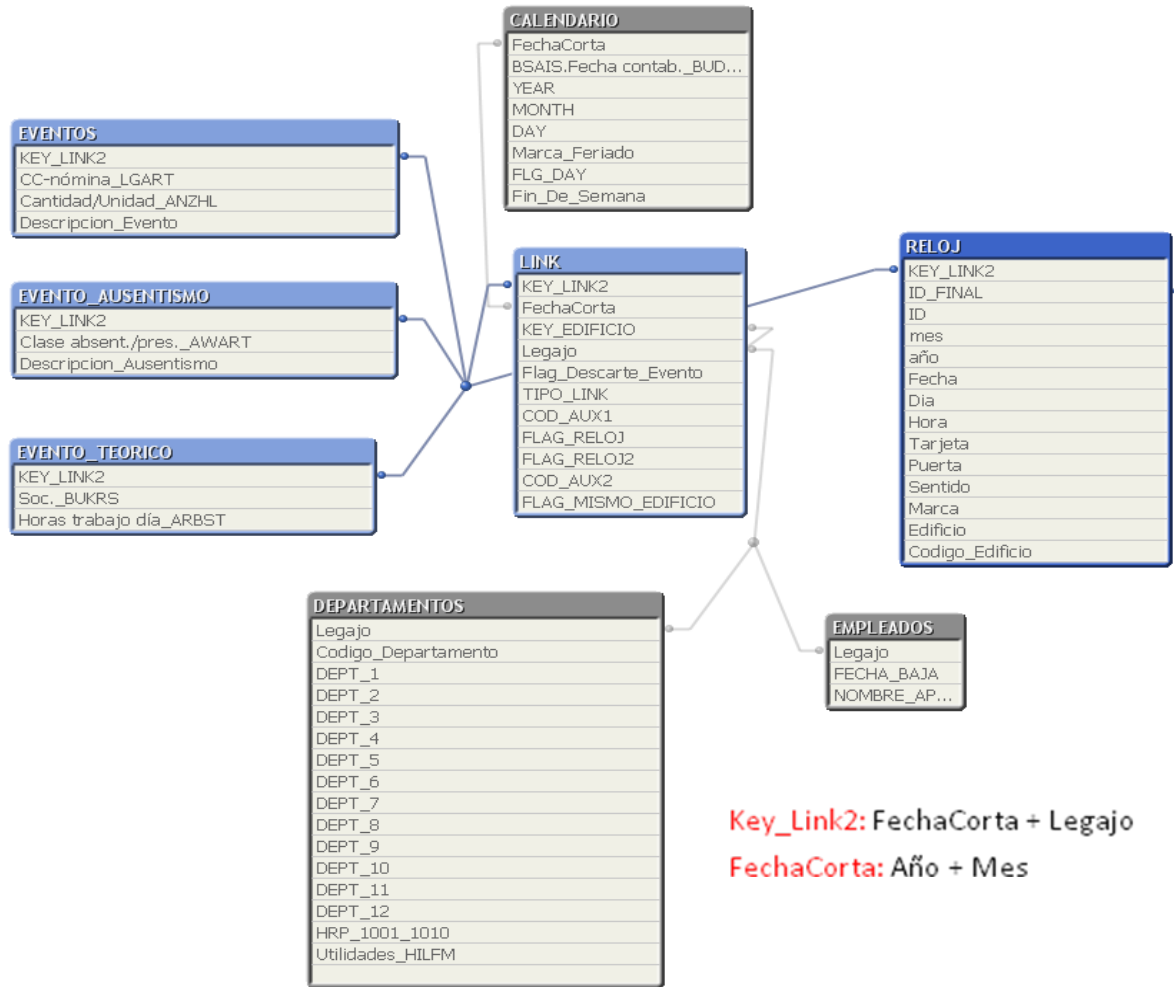 CALENDARIO
FechaCorta
BSAIS.Fecha contab._BUD...
YEAR
MONTH
DAY
Marca_Feriado
FLG_DAY
Fin_De_Semana
EVENTOS
KEY_LINK2
CC-nómina_LGART
Cantidad/Unidad_ANZHL
Descripcion_Evento
EVENTO_AUSENTISMO
KEY_LINK2
Clase absent./pres._AWART
Descripcion_Ausentismo
EVENTO_TEORICO
KEY_LINK2
Soc._BUKRS
Horas trabajo día_ARBST
LINK
KEY_LINK2
FechaCorta
KEY_EDIFICIO
Legajo
Flag_Descarte_Evento
TIPO_LINK
COD_AUX1
FLAG_RELOJ
FLAG_RELOJ2
COD_AUX2
FLAG_MISMO_EDIFICIO
RELOJ
KEY_LINK2
ID_FINAL
ID
mes
año
Fecha
Dia
Hora
Tarjeta
Puerta
Sentido
Marca
Edificio
Codigo_Edificio
DEPARTAMENTOS
Legajo
Codigo_Departamento
DEPT_1
DEPT_2
DEPT_3
DEPT_4
DEPT_5
DEPT_6
DEPT_7
DEPT_8
DEPT_9
DEPT_10
DEPT_11
DEPT_12
HRP_1001_1010
Utilidades_HILFM
EMPLEADOS
Legajo
FECHA_BAJA
NOMBRE_AP...
Key_Link2: FechaCorta + Legajo
FechaCorta: Año + Mes